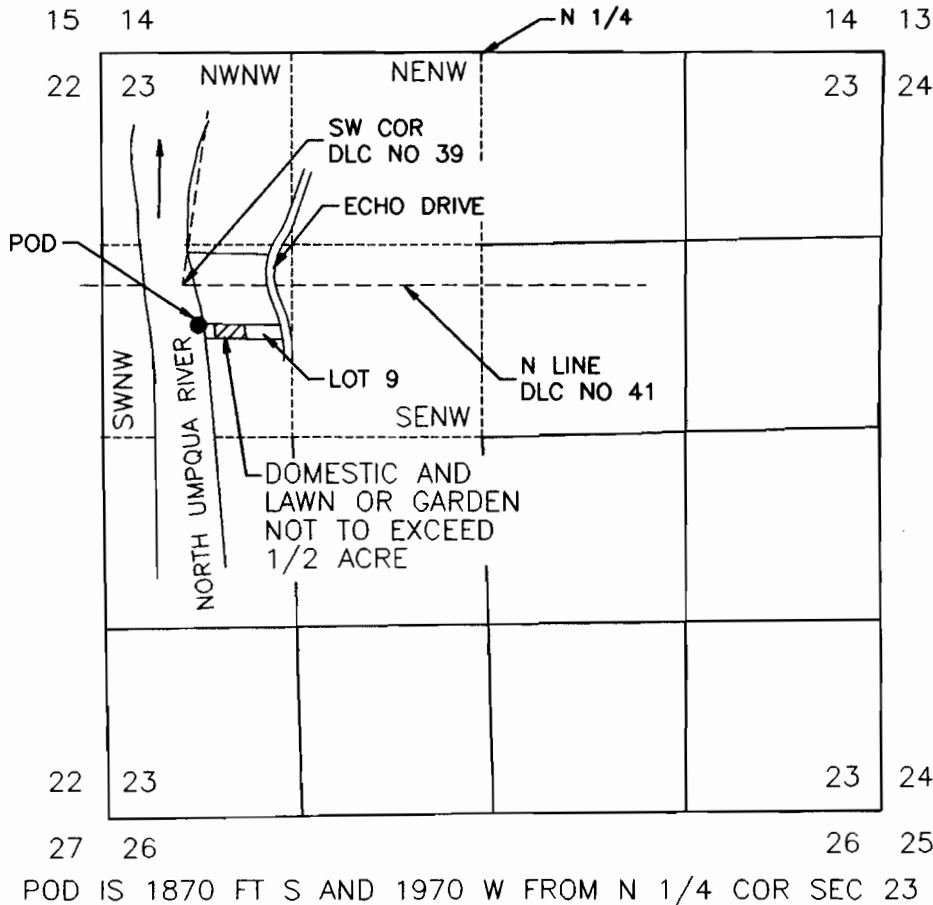 15 14 N 1/4 14 13
22 23 NWNW NENW 23 24
SW COR
DLC NO 39
ECHO DRIVE
POD
N LINE
DLC NO 41
LOT 9
SWNW
NORTH UMPQUA RIVER
SENW
DOMESTIC AND
LAWN OR GARDEN
NOT TO EXCEED
1/2 ACRE
22 23 23 24
27 26 26 25
POD IS 1870 FT S AND 1970 W FROM N 1/4 COR SEC 23